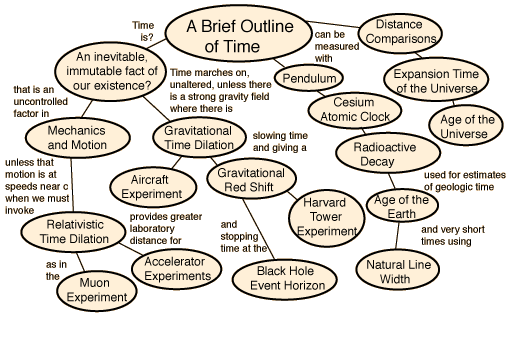 A Brief Outline
of Time
Time
is?
can be
measured
with
Distance
Comparisons
An inevitable,
immutable fact of
our existence?
Time marches on,
unaltered, unless there
is a strong gravity field
where there is
Pendulum
Expansion Time
of the Universe
that is an
uncontrolled
factor in
Cesium
Atomic Clock
Age of the
Universe
Mechanics
and Motion
Gravitational
Time Dilation
slowing time
and giving a
Radioactive
Decay
unless that
motion is at
speeds near c
when we must
invoke
Aircraft
Experiment
Gravitational
Red Shift
used for estimates
of geologic time
Harvard
Tower
Experiment
Age of the
Earth
Relativistic
Time Dilation
provides greater
laboratory
distance for
and
stopping
time at the
and very short
times using
as in
the
Accelerator
Experiments
Muon
Experiment
Black Hole
Event Horizon
Natural Line
Width